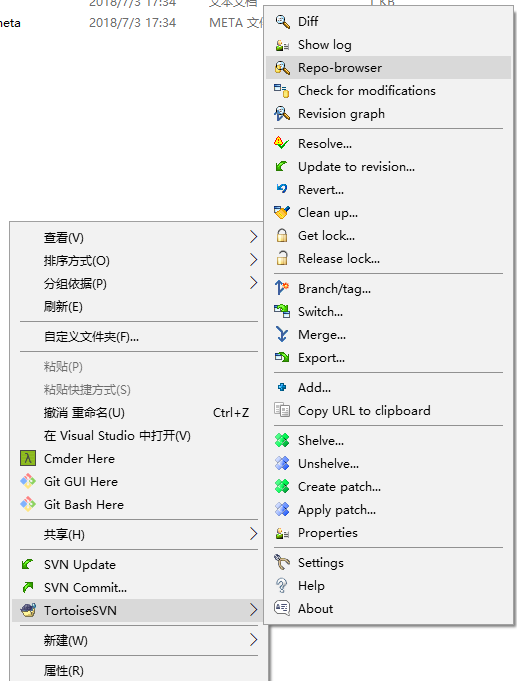 2018/7/3 17:34 文本文档 1 KB
meta 2018/7/3 17:34 META 文件
Diff
Show log
Repo-browser
Check for modifications
Revision graph
Resolve...
Update to revision...
Revert...
Clean up...
Get lock...
Release lock...
Branch/tag...
Switch...
Merge...
Export...
Add...
Copy URL to clipboard
Shelve...
Unshelve...
Create patch...
Apply patch...
Properties
Settings
Help
About
查看(V)
排序方式(O)
分组依据(P)
刷新(E)
自定义文件夹(F)...
粘贴(P)
粘贴快捷方式(S)
撤消 重命名(U) Ctrl+Z
在 Visual Studio 中打开(V)
Cmder Here
Git GUI Here
Git Bash Here
共享(H)
SVN Update
SVN Commit...
TortoiseSVN
新建(W)
属性(R)